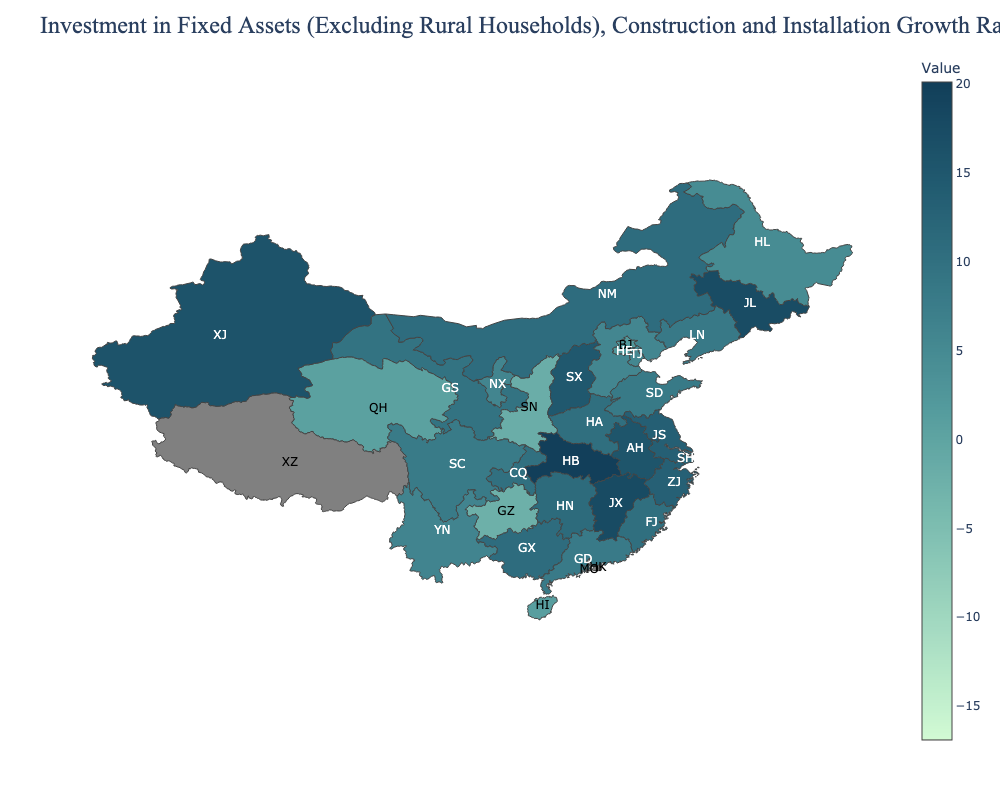 Investment in Fixed Assets (Excluding Rural Households), Construction and Installation Growth Ra
Value
20
15
10
5
0
−5
−10
−15
HL
NM
JL
XJ
LN
BJ
HE
TJ
SX
NX
GS
SD
QH
SN
HA
JS
AH
SH
XZ
SC
HB
CQ
ZJ
JX
HN
GZ
FJ
YN
GX
GD
HK
MO
HI